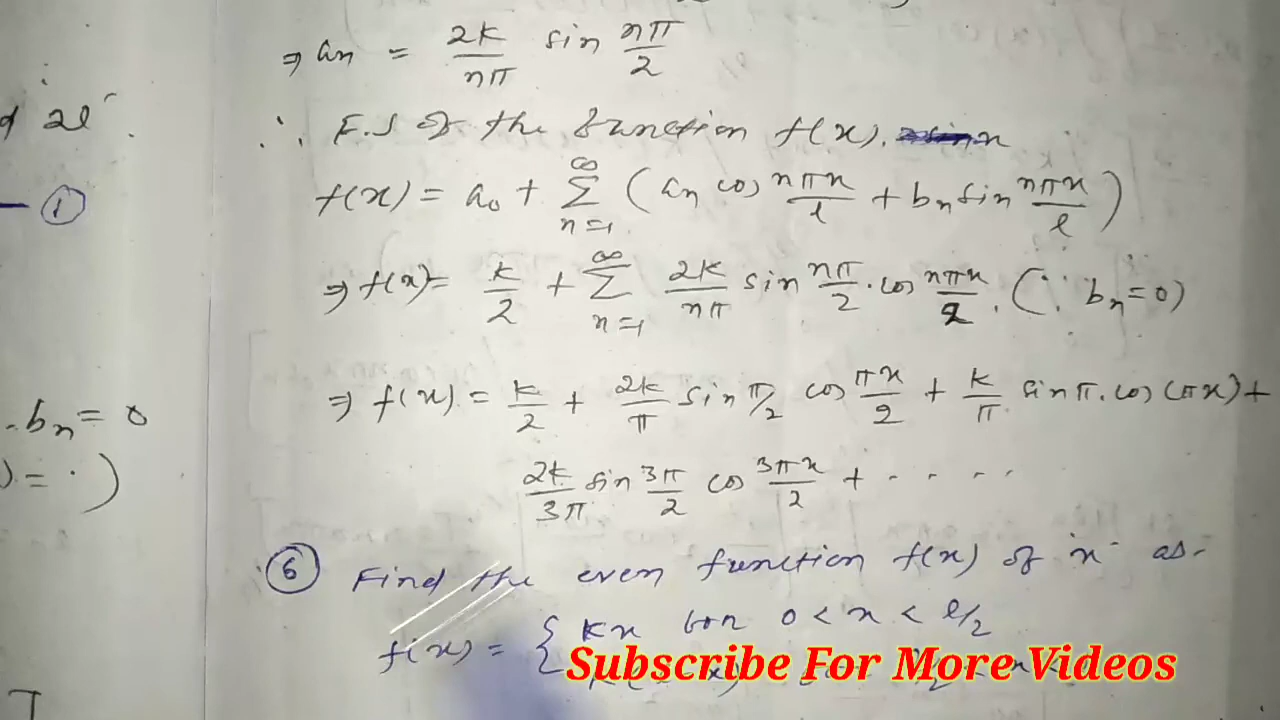 ⇒ an = 2k/nπ sin nπ/2
d 2l .
∴ F.S of the function f(x).
— ①
f(x) = a₀ + ∞ Σ n=1 ( an cos nπx/l + bn sin nπx/l )
⇒ f(x) = k/2 + ∞ Σ n=1 2k/nπ sin nπ/2 . cos nπx/2 . (∵ bn = 0)
. bn = 0
⇒ f(x) = k/2 + 2k/π sin π/2 cos πx/2 + k/π sin π . cos (πx) +
) = · )
2k/3π sin 3π/2 cos 3πx/2 + . . . .
⑥ Find the even function f(x) of x as-
f(x) = { kx for 0 < x < l/2
Subscribe For More Videos